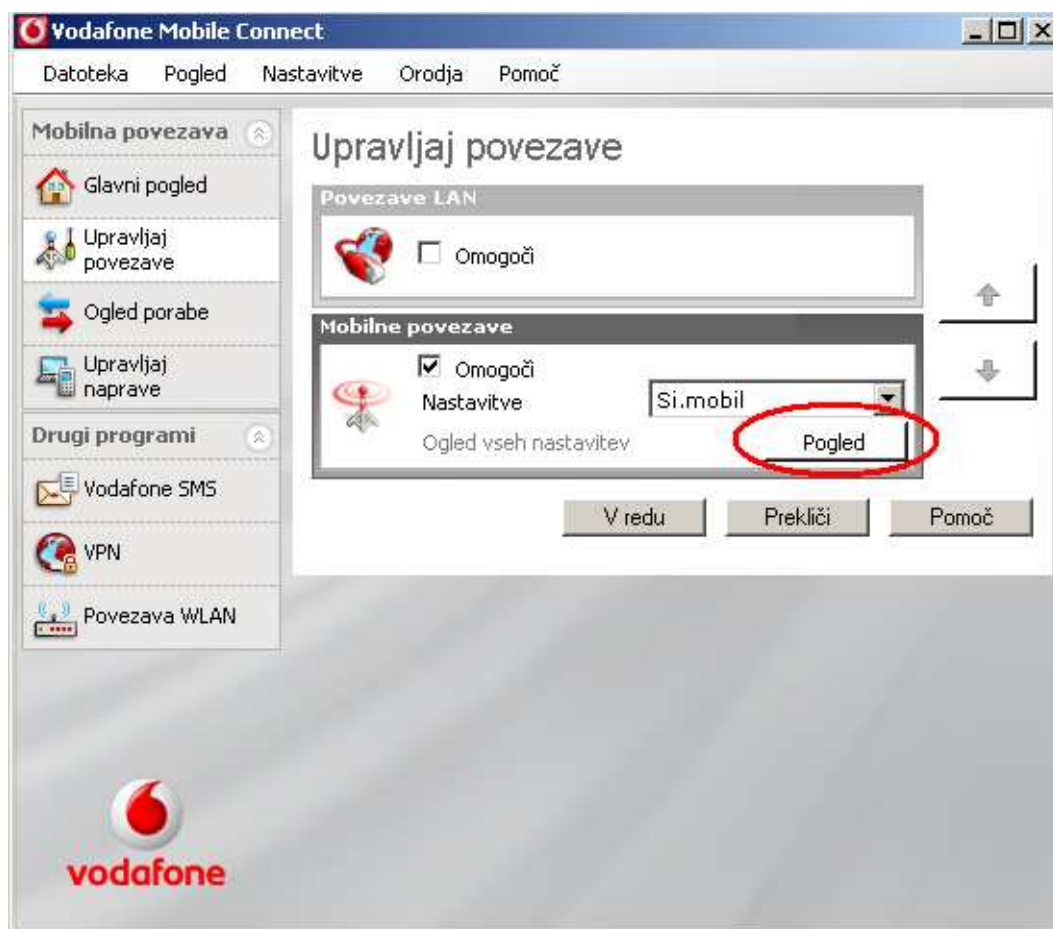 Vodafone Mobile Connect
Datoteka Pogled Nastavitve Orodja Pomoč
Mobilna povezava
Glavni pogled
Upravljaj
povezave
Ogled porabe
Upravljaj
naprave
Drugi programi
Vodafone SMS
VPN
Povezava WLAN
Upravljaj povezave
Povezave LAN
Omogoči
Mobilne povezave
Omogoči
Nastavitve Si.mobil
Ogled vseh nastavitev Pogled
V redu Prekliči Pomoč
vodafone